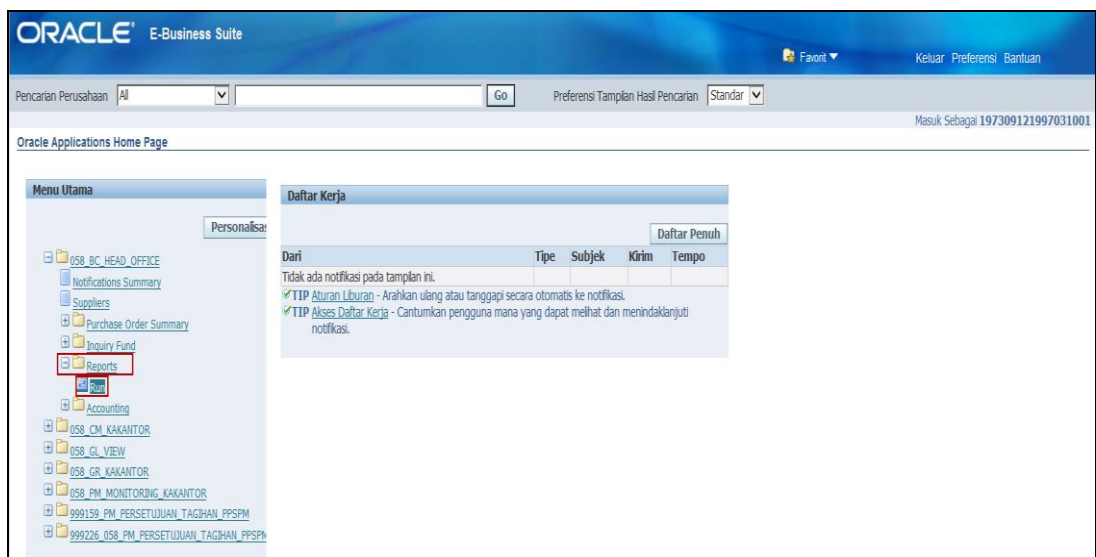 ORACLE E-Business Suite
Favorit
Keluar Preferensi Bantuan
Pencarian Perusahaan All Go Preferensi Tampilan Hasil Pencarian Standar
Masuk Sebagai 197309121997031001
Oracle Applications Home Page
Menu Utama
Personalisas
058_BC_HEAD_OFFICE
Notifications Summary
Suppliers
Purchase Order Summary
Inquiry Fund
Reports
Run
Accounting
058_CM_KAKANTOR
058_GL_VIEW
058_GR_KAKANTOR
058_PM_MONITORING_KAKANTOR
999159_PM_PERSETUJUAN_TAGIHAN_PPSPM
999226_058_PM_PERSETUJUAN_TAGIHAN_PPSPM
Daftar Kerja
Daftar Penuh
Dari Tipe Subjek Kirim Tempo
Tidak ada notifikasi pada tampilan ini.
TIP Aturan Liburan - Arahkan ulang atau tanggapi secara otomatis ke notifikasi.
TIP Akses Daftar Kerja - Cantumkan pengguna mana yang dapat melihat dan menindaklanjuti
notifikasi.